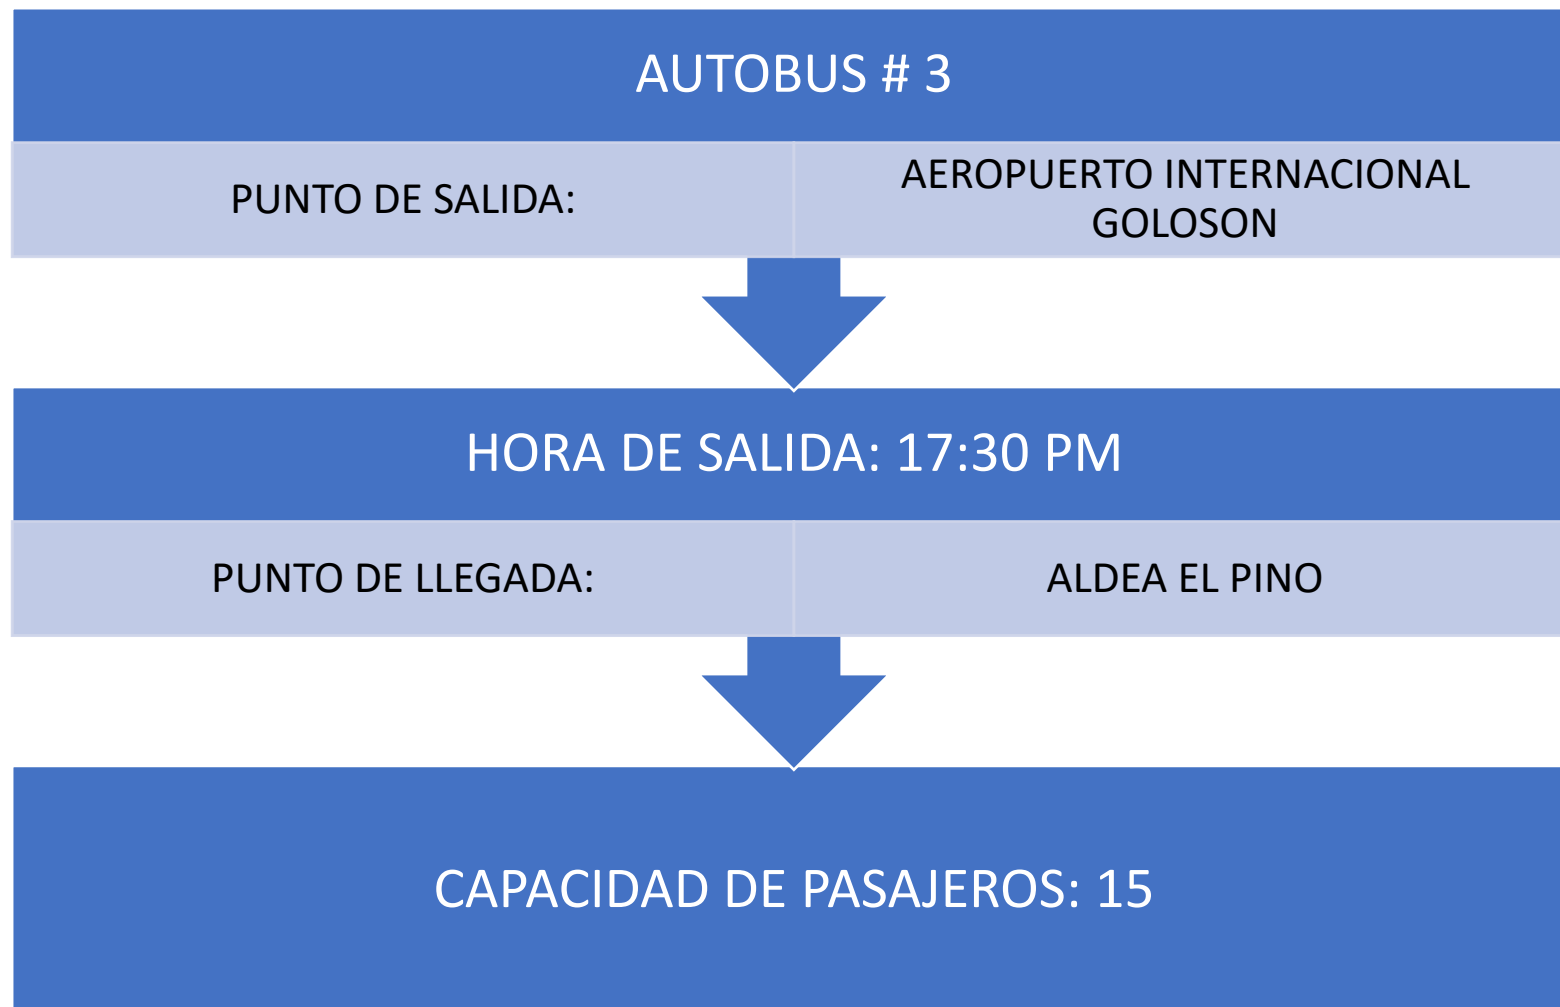 AUTOBUS # 3
PUNTO DE SALIDA:
AEROPUERTO INTERNACIONAL
GOLOSON
HORA DE SALIDA: 17:30 PM
PUNTO DE LLEGADA:
ALDEA EL PINO
CAPACIDAD DE PASAJEROS: 15